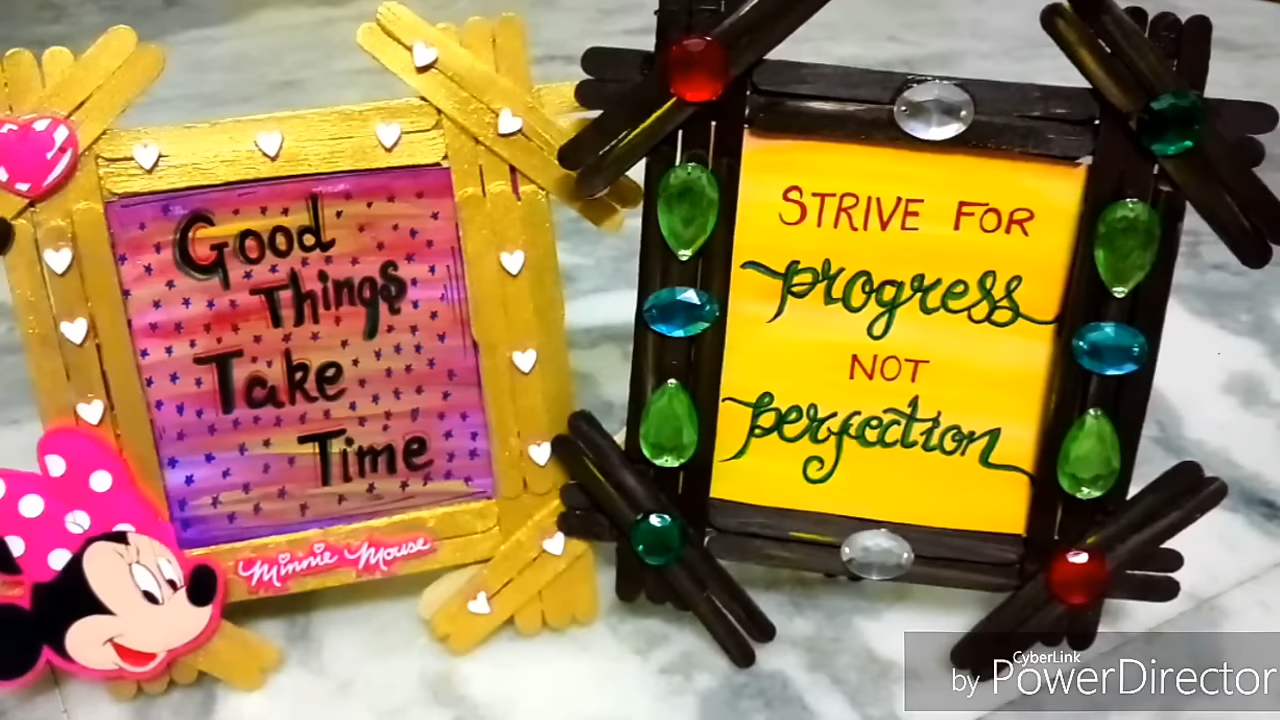 Good
Things
Take
Time
Minnie Mouse
STRIVE FOR
progress
NOT
perfection
CyberLink
by PowerDirector